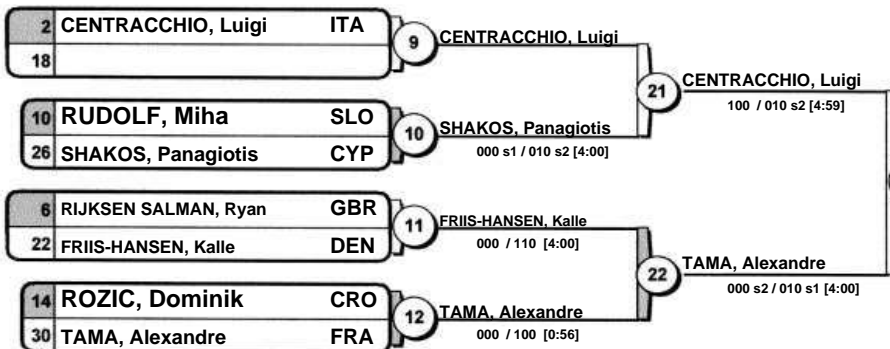 2 CENTRACCHIO, Luigi ITA
18
9
CENTRACCHIO, Luigi
10 RUDOLF, Miha SLO
26 SHAKOS, Panagiotis CYP
10
SHAKOS, Panagiotis
000 s1 / 010 s2 [4:00]
21
CENTRACCHIO, Luigi
100 / 010 s2 [4:59]
6 RIJKSEN SALMAN, Ryan GBR
22 FRIIS-HANSEN, Kalle DEN
11
FRIIS-HANSEN, Kalle
000 / 110 [4:00]
14 ROZIC, Dominik CRO
30 TAMA, Alexandre FRA
12
TAMA, Alexandre
000 / 100 [0:56]
22
TAMA, Alexandre
000 s2 / 010 s1 [4:00]